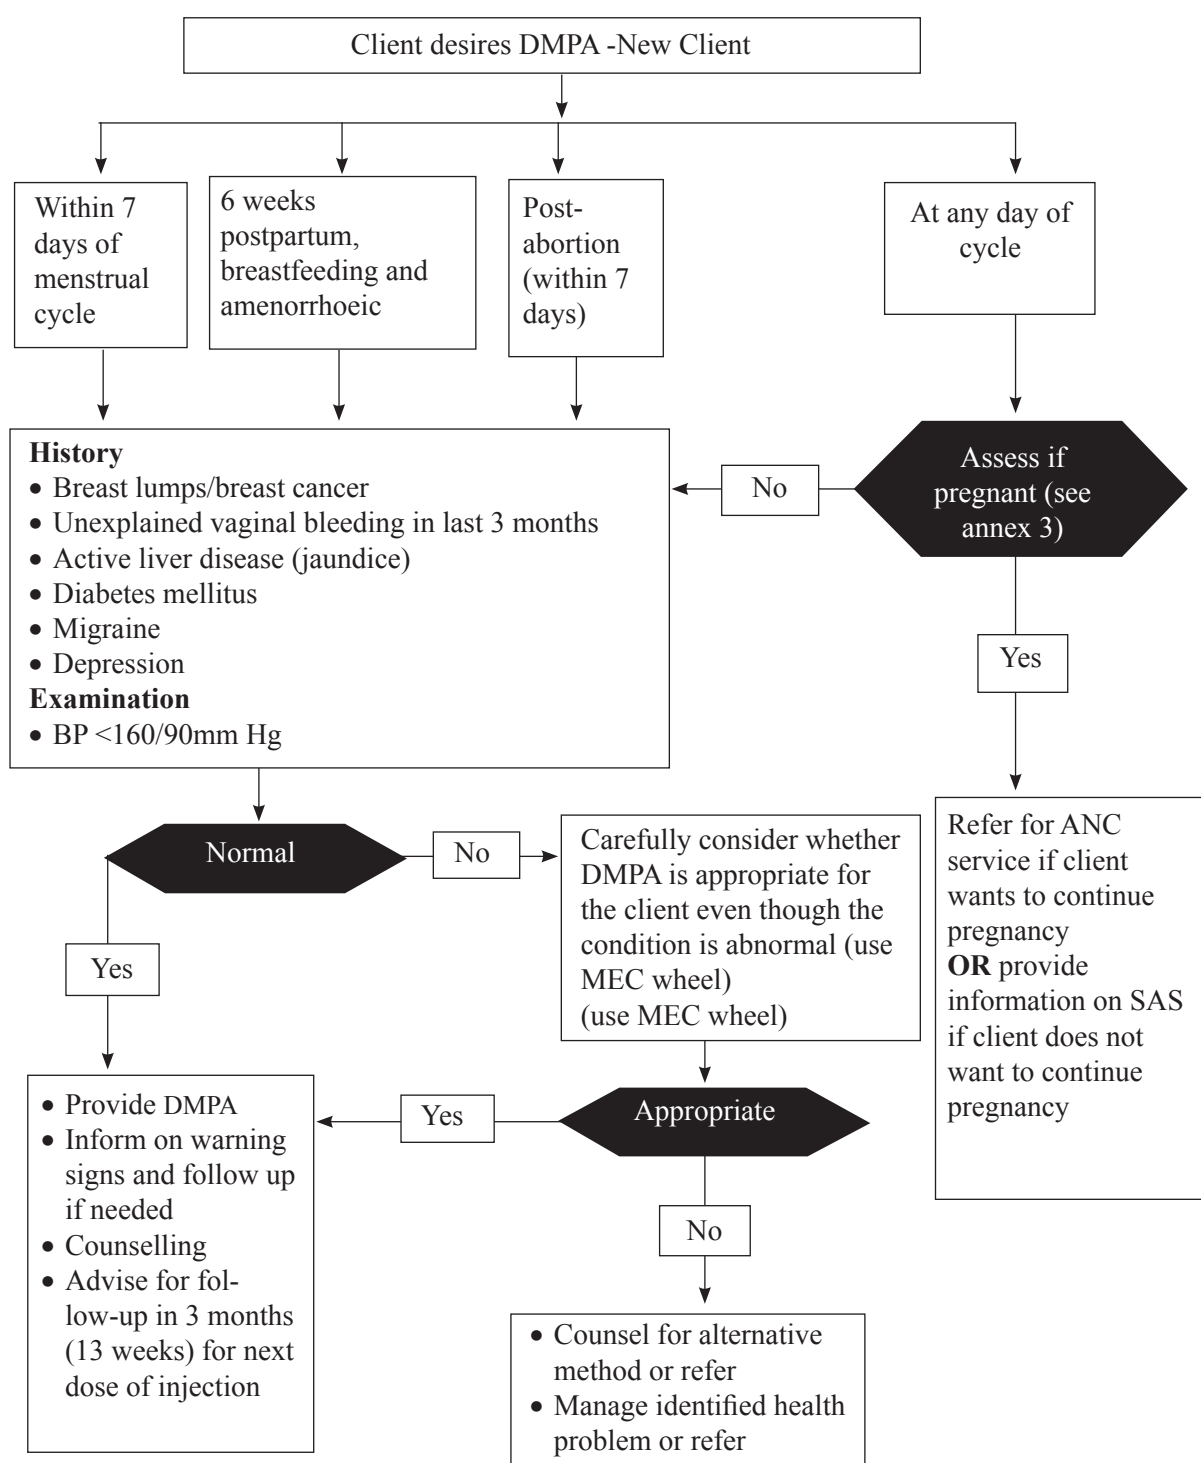 Client desires DMPA -New Client
Within 7
days of
menstrual
cycle
6 weeks
postpartum,
breastfeeding and
amenorrhoeic
Post-
abortion
(within 7
days)
At any day of
cycle
History
• Breast lumps/breast cancer
• Unexplained vaginal bleeding in last 3 months
• Active liver disease (jaundice)
• Diabetes mellitus
• Migraine
• Depression
Examination
• BP <160/90mm Hg
No
Assess if
pregnant (see
annex 3)
Yes
Normal
No
Carefully consider whether
DMPA is appropriate for
the client even though the
condition is abnormal (use
MEC wheel)
(use MEC wheel)
Refer for ANC
service if client
wants to continue
pregnancy
OR provide
information on SAS
if client does not
want to continue
pregnancy
Yes
• Provide DMPA
• Inform on warning
signs and follow up
if needed
• Counselling
• Advise for fol-
low-up in 3 months
(13 weeks) for next
dose of injection
Yes
Appropriate
No
• Counsel for alternative
method or refer
• Manage identified health
problem or refer